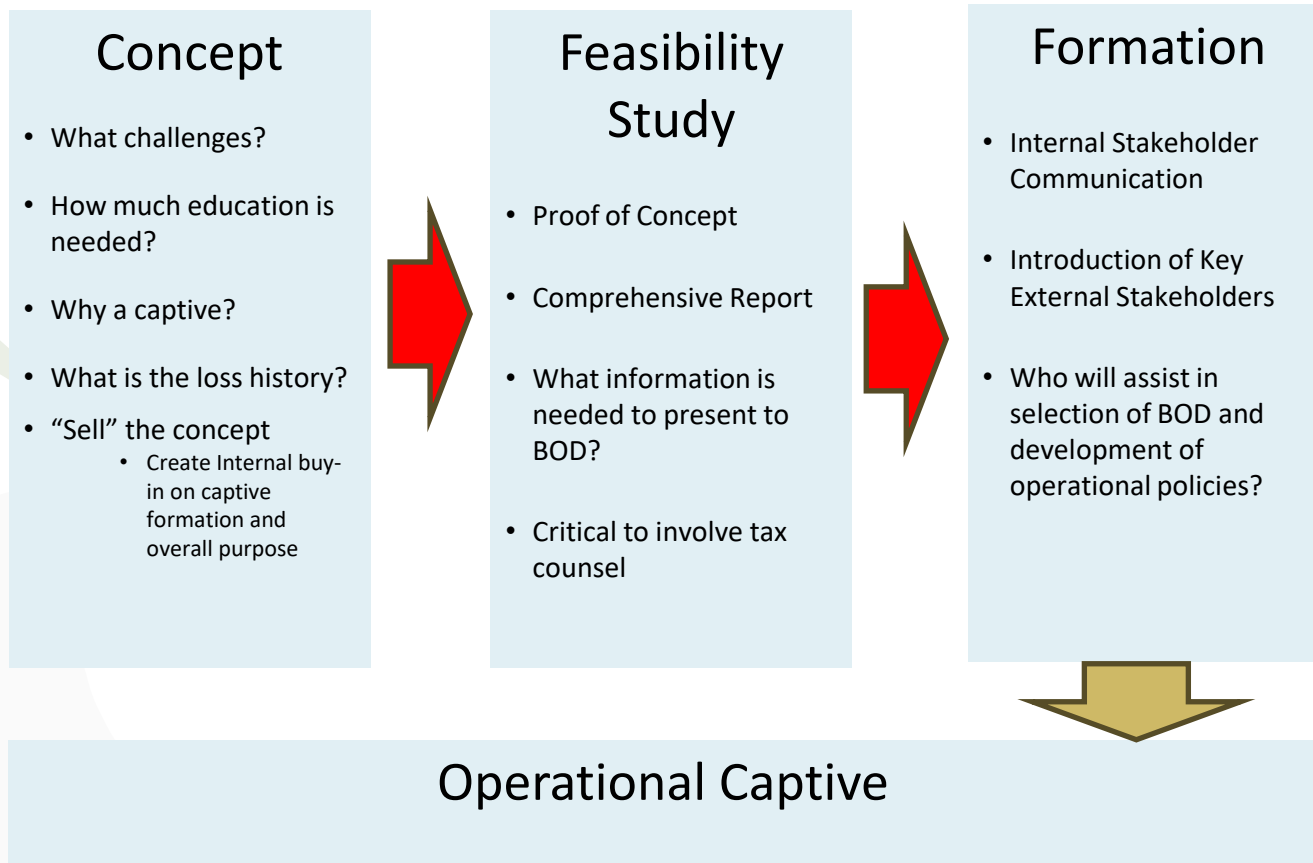 Concept
• What challenges?
• How much education is
needed?
• Why a captive?
• What is the loss history?
• “Sell” the concept
• Create Internal buy-
in on captive
formation and
overall purpose
Feasibility
Study
• Proof of Concept
• Comprehensive Report
• What information is
needed to present to
BOD?
• Critical to involve tax
counsel
Formation
• Internal Stakeholder
Communication
• Introduction of Key
External Stakeholders
• Who will assist in
selection of BOD and
development of
operational policies?
Operational Captive